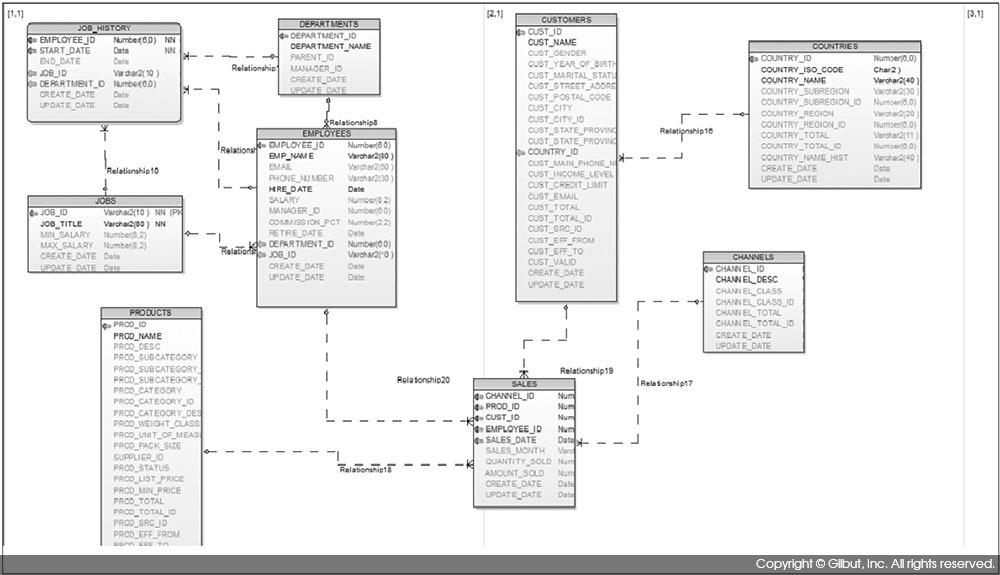 [1,1]
[2,1]
[3,1]
JOB_HISTORY
EMPLOYEE_ID Number(6,0) NN
START_DATE Date NN
END_DATE Date
JOB_ID Varchar2(10 )
DEPARTMENT_ID Number(6,0)
CREATE_DATE Date
UPDATE_DATE Date
DEPARTMENTS
DEPARTMENT_ID
DEPARTMENT_NAME
PARENT_ID
MANAGER_ID
CREATE_DATE
UPDATE_DATE
Relationship8
Relationship10
EMPLOYEES
EMPLOYEE_ID Number(6.0)
EMP_NAME Varchar2(80 )
EMAIL Varchar2(50 )
PHONE_NUMBER Varchar2(30 )
HIRE_DATE Date
SALARY Number(8.2)
MANAGER_ID Number(6.0)
COMMISSION_PCT Number(2.2)
RETIRE_DATE Date
DEPARTMENT_ID Number(6.0)
JOB_ID
CREATE_DATE Date
UPDATE_DATE Date
JOBS
JOB_ID Varchar2(10 ) NN (PK
JOB_TITLE Varchar2(80 ) NN
MIN_SALARY Number(8,2)
MAX_SALARY Number(8,2)
CREATE_DATE Date
UPDATE_DATE Date
CUSTOMERS
CUST_ID
CUST_NAME
CUST_GENDER
CUST_YEAR_OF_BIRTH
CUST_MARITAL_STATU
CUST_STREET_ADDRE
CUST_POSTAL_CODE
CUST_CITY
CUST_CITY_ID
CUST_STATE_PROVINC
CUST_STATE_PROVINC
COUNTRY_ID
CUST_MAIN_PHONE_N
CUST_INCOME_LEVEL
CUST_CREDIT_LIMIT
CUST_EMAIL
CUST_TOTAL
CUST_TOTAL_ID
CUST_SRC_ID
CUST_EFF_FROM
CUST_EFF_TO
CUST_VALID
CREATE_DATE
UPDATE_DATE
Relationship16
COUNTRIES
COUNTRY_ID Number(6,0)
COUNTRY_ISO_CODE Char(2 )
COUNTRY_NAME Varchar2(40 )
COUNTRY_SUBREGION Varchar2(30 )
COUNTRY_SUBREGION_ID Number(6,0)
COUNTRY_REGION Varchar2(20 )
COUNTRY_REGION_ID Number(6,0)
COUNTRY_TOTAL Varchar2(11 )
COUNTRY_TOTAL_ID Number(6,0)
COUNTRY_NAME_HIST Varchar2(40 )
CREATE_DATE Date
UPDATE_DATE Date
CHANNELS
CHANNEL_ID
CHANNEL_DESC
CHANNEL_CLASS
CHANNEL_CLASS_ID
CHANNEL_TOTAL
CHANNEL_TOTAL_ID
CREATE_DATE
UPDATE_DATE
PRODUCTS
PROD_ID
PROD_NAME
PROD_DESC
PROD_SUBCATEGORY
PROD_SUBCATEGORY_
PROD_SUBCATEGORY_
PROD_CATEGORY
PROD_CATEGORY_ID
PROD_CATEGORY_DES
PROD_WEIGHT_CLASS
PROD_UNIT_OF_MEAS
PROD_PACK_SIZE
SUPPLIER_ID
PROD_STATUS
PROD_LIST_PRICE
PROD_MIN_PRICE
PROD_TOTAL
PROD_TOTAL_ID
PROD_SRC_ID
PROD_EFF_FROM
Relationship20
Relationship19
Relationship17
Relationship18
SALES
CHANNEL_ID Num
PROD_ID Num
CUST_ID Num
EMPLOYEE_ID Num
SALES_DATE Date
SALES_MONTH Varc
QUANTITY_SOLD Num
AMOUNT_SOLD Num
CREATE_DATE Date
UPDATE_DATE Date
Copyright © Gilbut, Inc. All rights reserved.